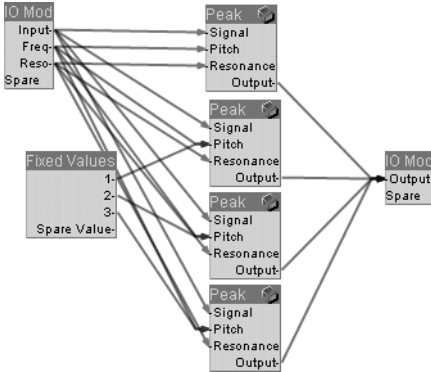 IO Mod
Input
Freq
Reso
Spare
Peak
Signal
Pitch
Resonance
Output
Peak
Signal
Pitch
Resonance
Output
Fixed Values
1
2
3
Spare Value
IO Mod
Output
Spare
Peak
Signal
Pitch
Resonance
Output
Peak
Signal
Pitch
Resonance
Output